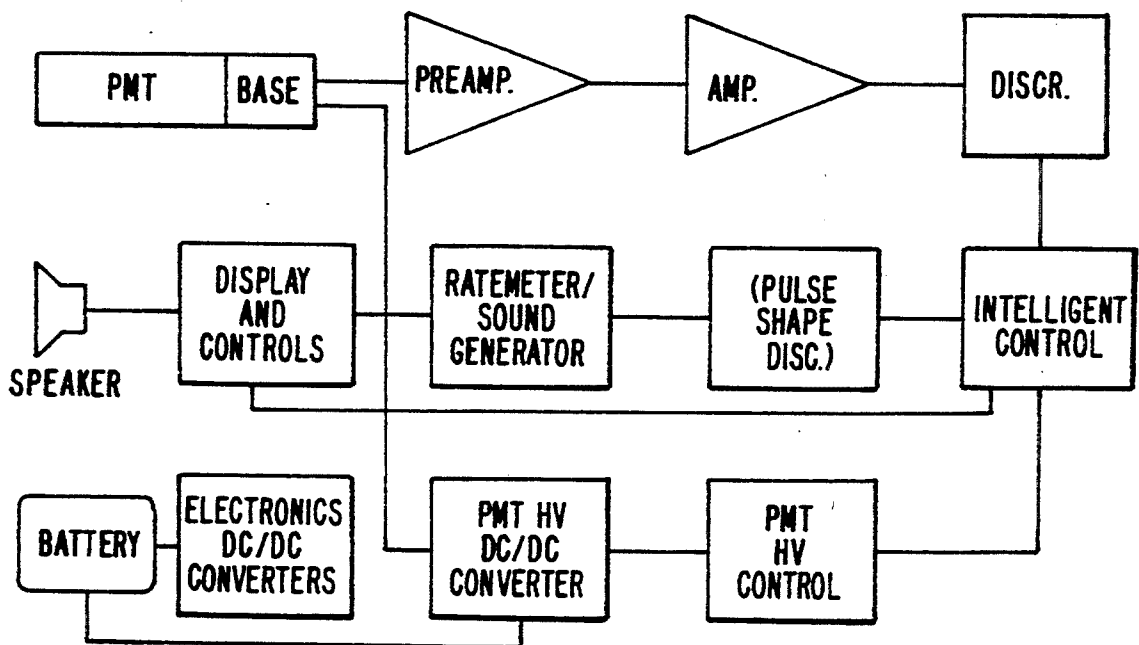 PMT
BASE
PREAMP.
AMP.
DISCR.
SPEAKER
DISPLAY
AND
CONTROLS
RATEMETER/
SOUND
GENERATOR
(PULSE
SHAPE
DISC.)
INTELLIGENT
CONTROL
BATTERY
ELECTRONICS
DC/DC
CONVERTERS
PMT HV
DC/DC
CONVERTER
PMT
HV
CONTROL